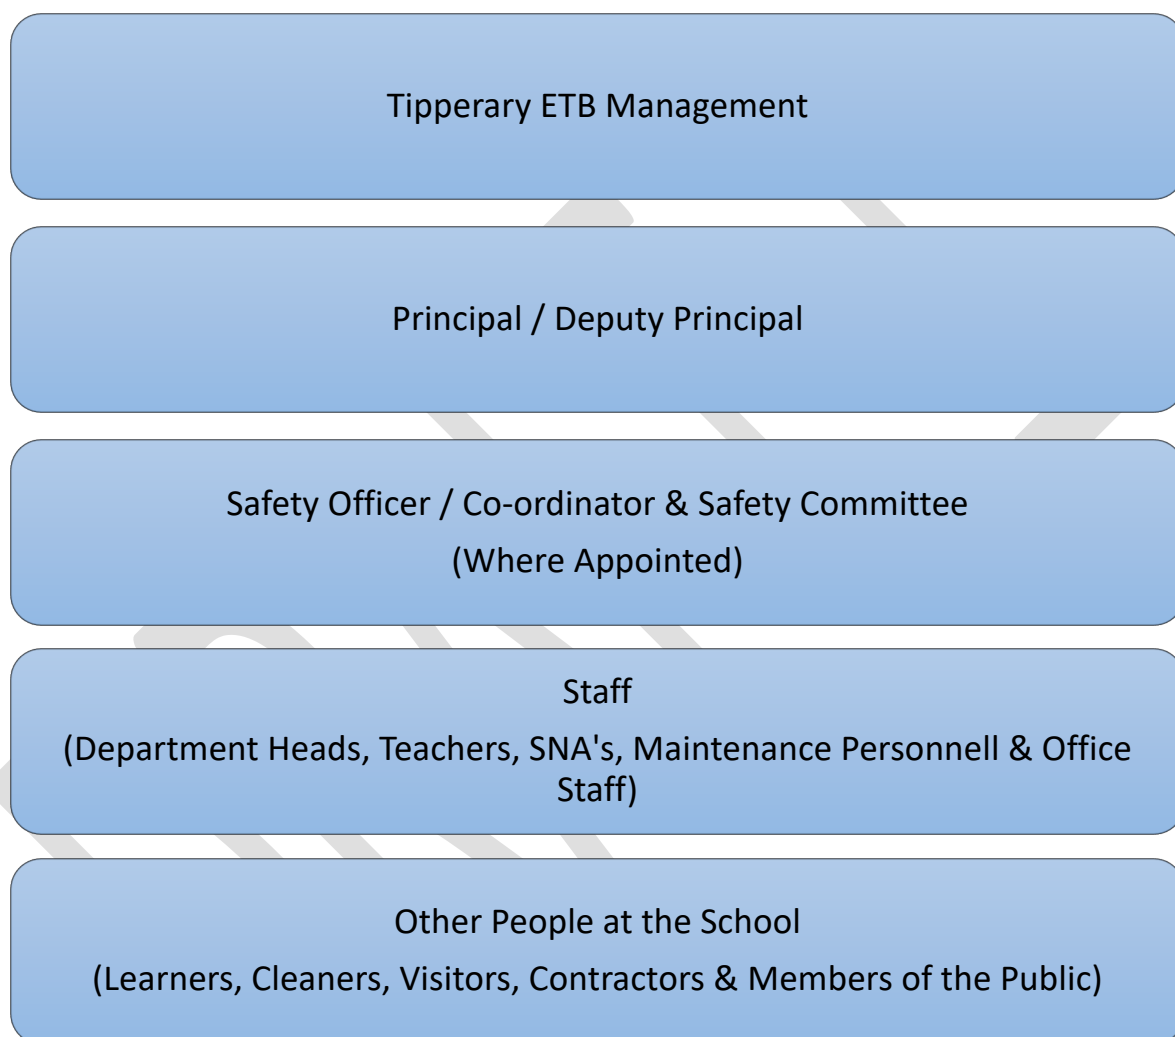 Tipperary ETB Management
Principal / Deputy Principal
Safety Officer / Co-ordinator & Safety Committee
(Where Appointed)
Staff
(Department Heads, Teachers, SNA's, Maintenance Personnell & Office
Staff)
Other People at the School
(Learners, Cleaners, Visitors, Contractors & Members of the Public)